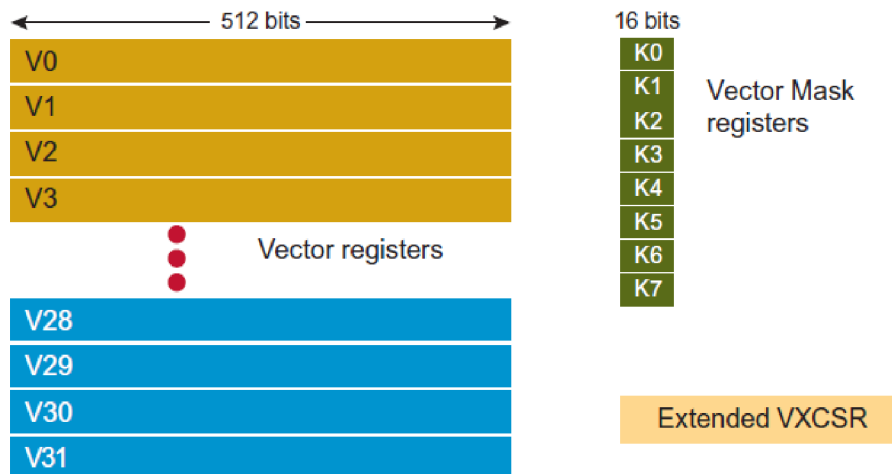 512 bits
V0
V1
V2
V3
Vector registers
V28
V29
V30
V31
16 bits
K0
K1
K2
K3
K4
K5
K6
K7
Vector Mask
registers
Extended VXCSR